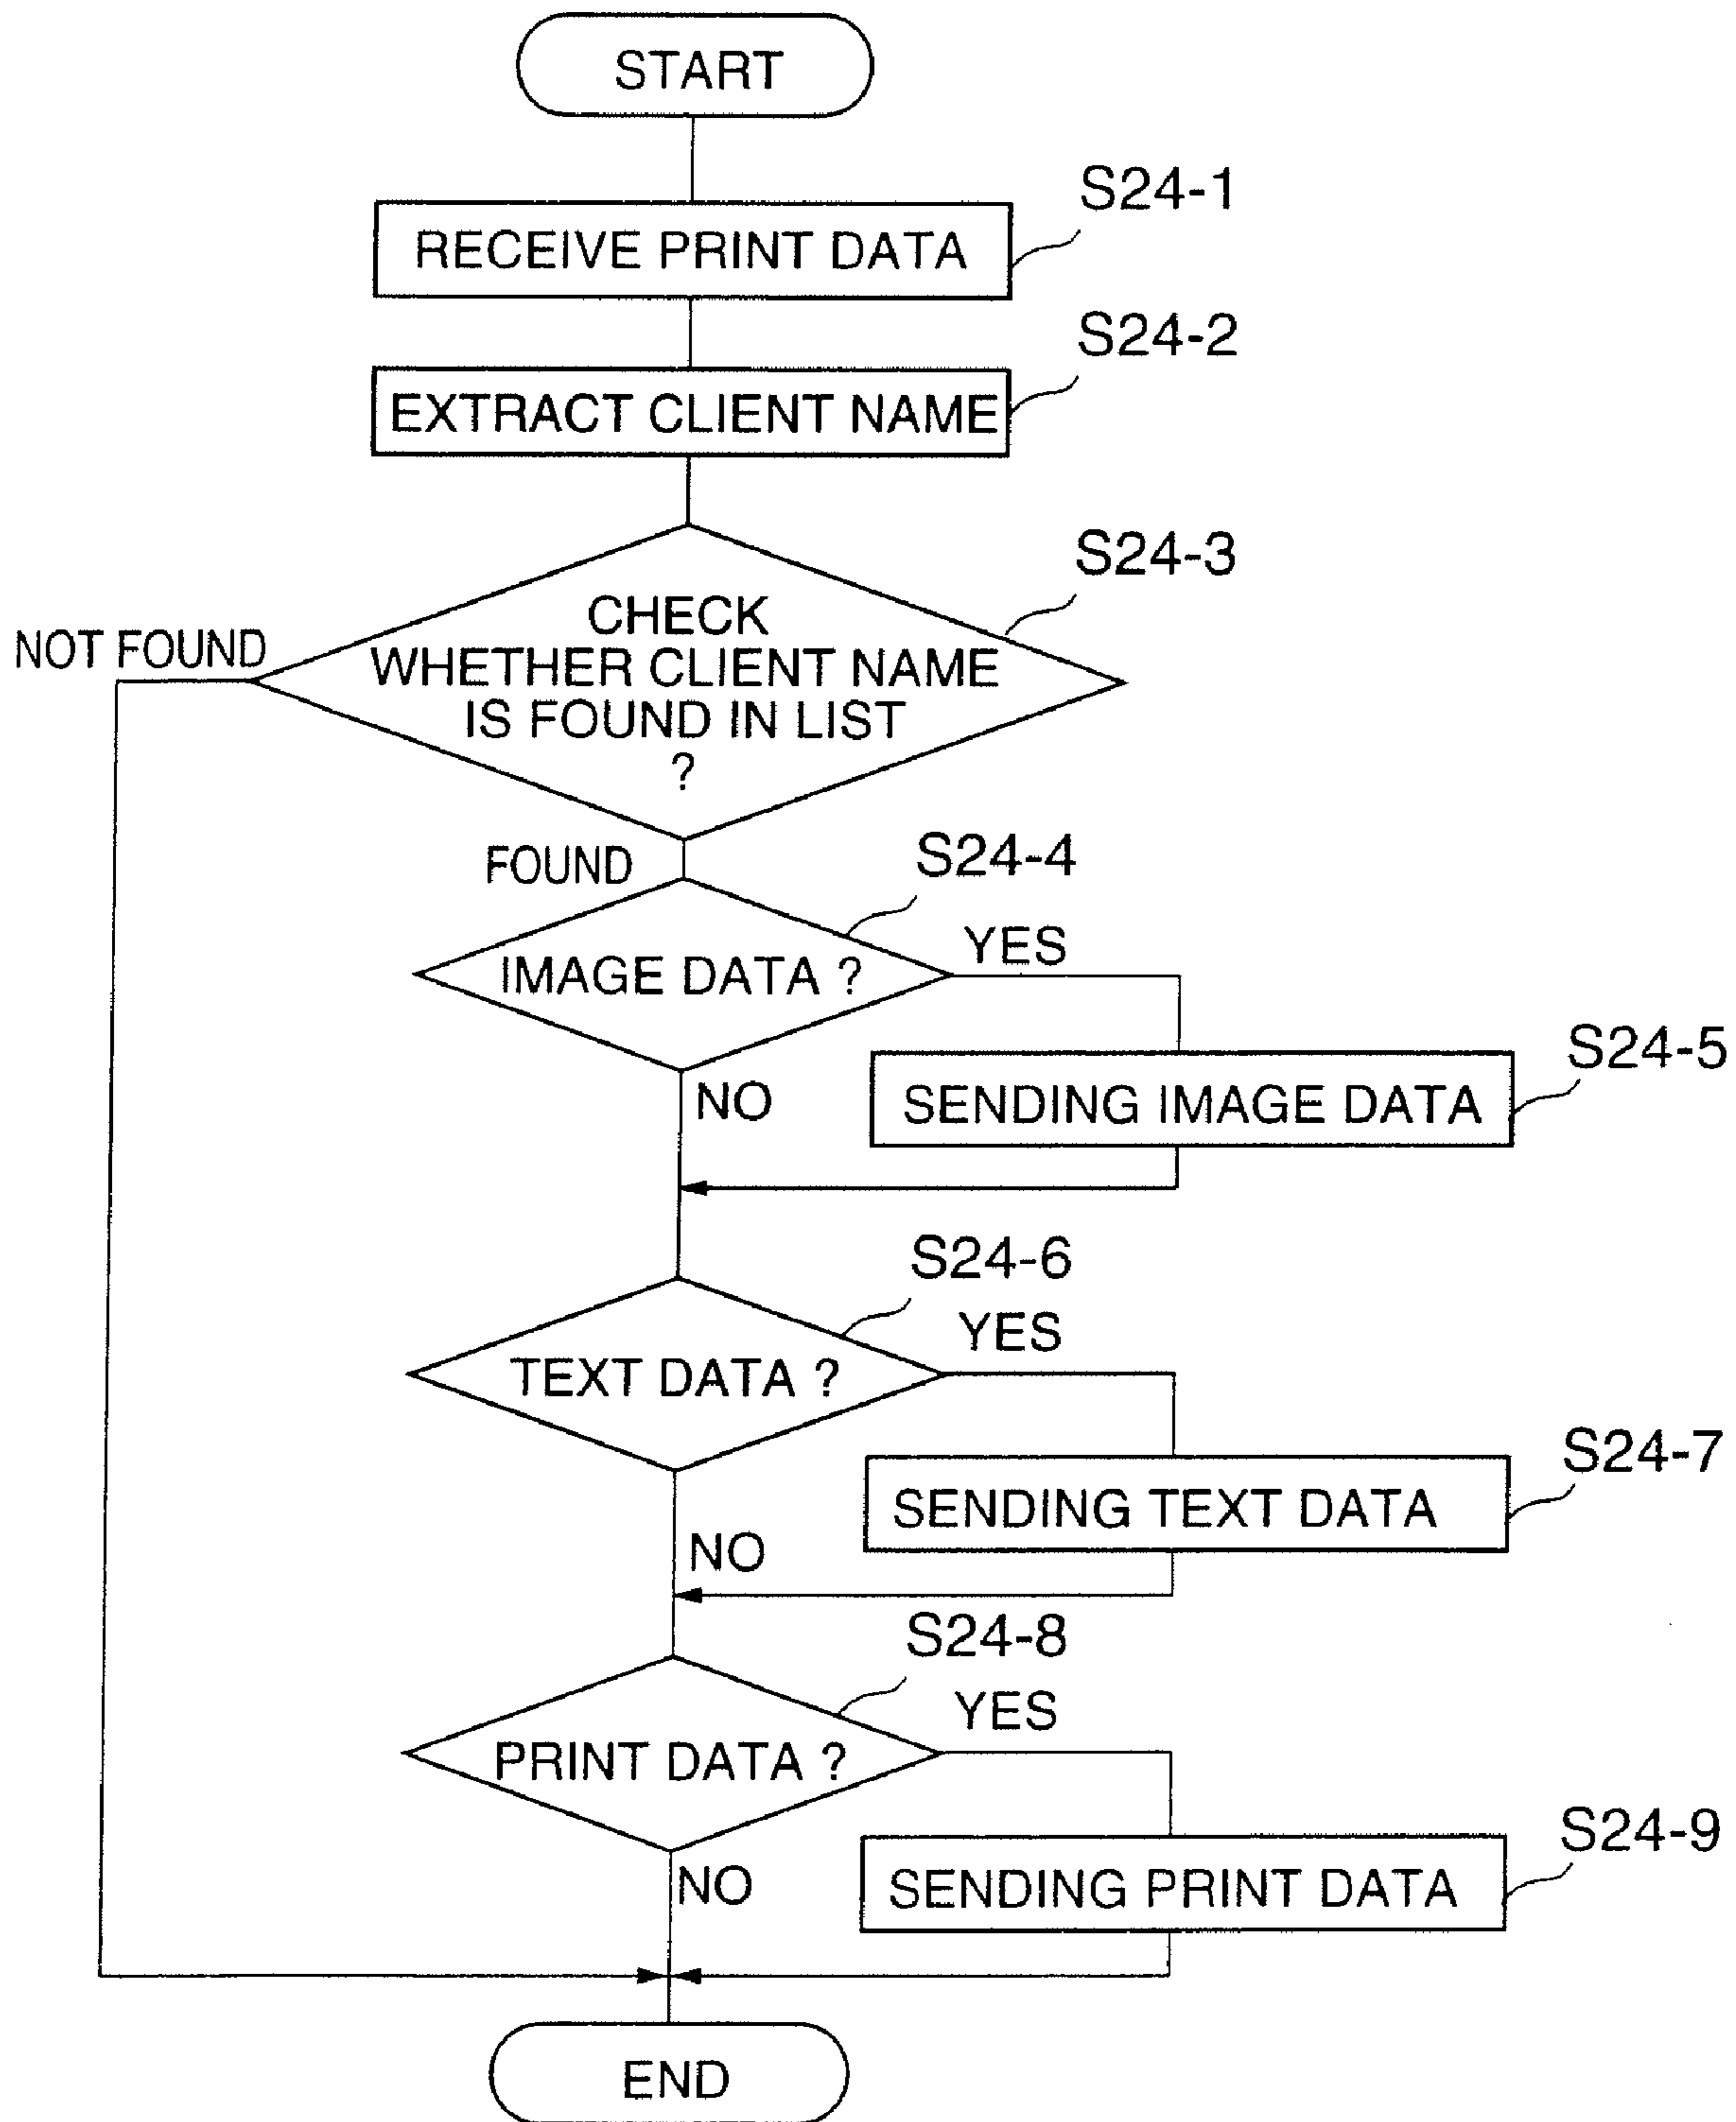 START
S24-1
RECEIVE PRINT DATA
S24-2
EXTRACT CLIENT NAME
S24-3
CHECK
WHETHER CLIENT NAME
IS FOUND IN LIST
?
NOT FOUND
FOUND
S24-4
IMAGE DATA ?
YES
S24-5
SENDING IMAGE DATA
NO
S24-6
TEXT DATA ?
YES
S24-7
SENDING TEXT DATA
NO
S24-8
PRINT DATA ?
YES
S24-9
SENDING PRINT DATA
NO
END